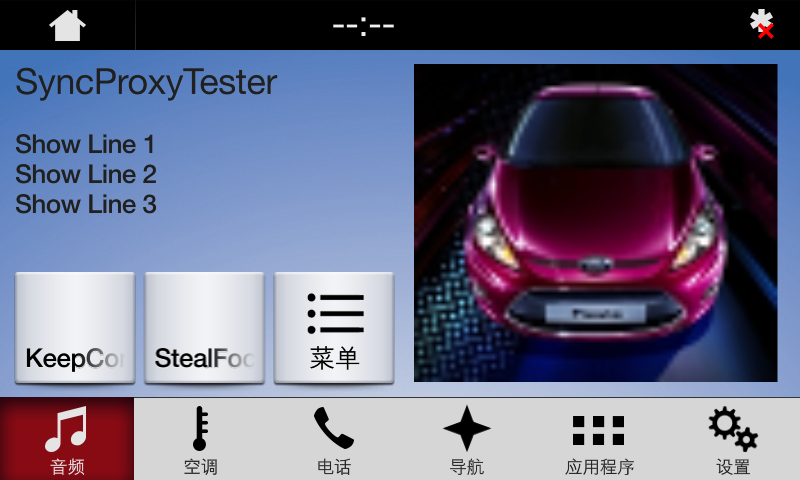 --:--
SyncProxyTester
Show Line 1
Show Line 2
Show Line 3
KeepCo
StealFoc
菜单
音频
空调
电话
导航
应用程序
设置